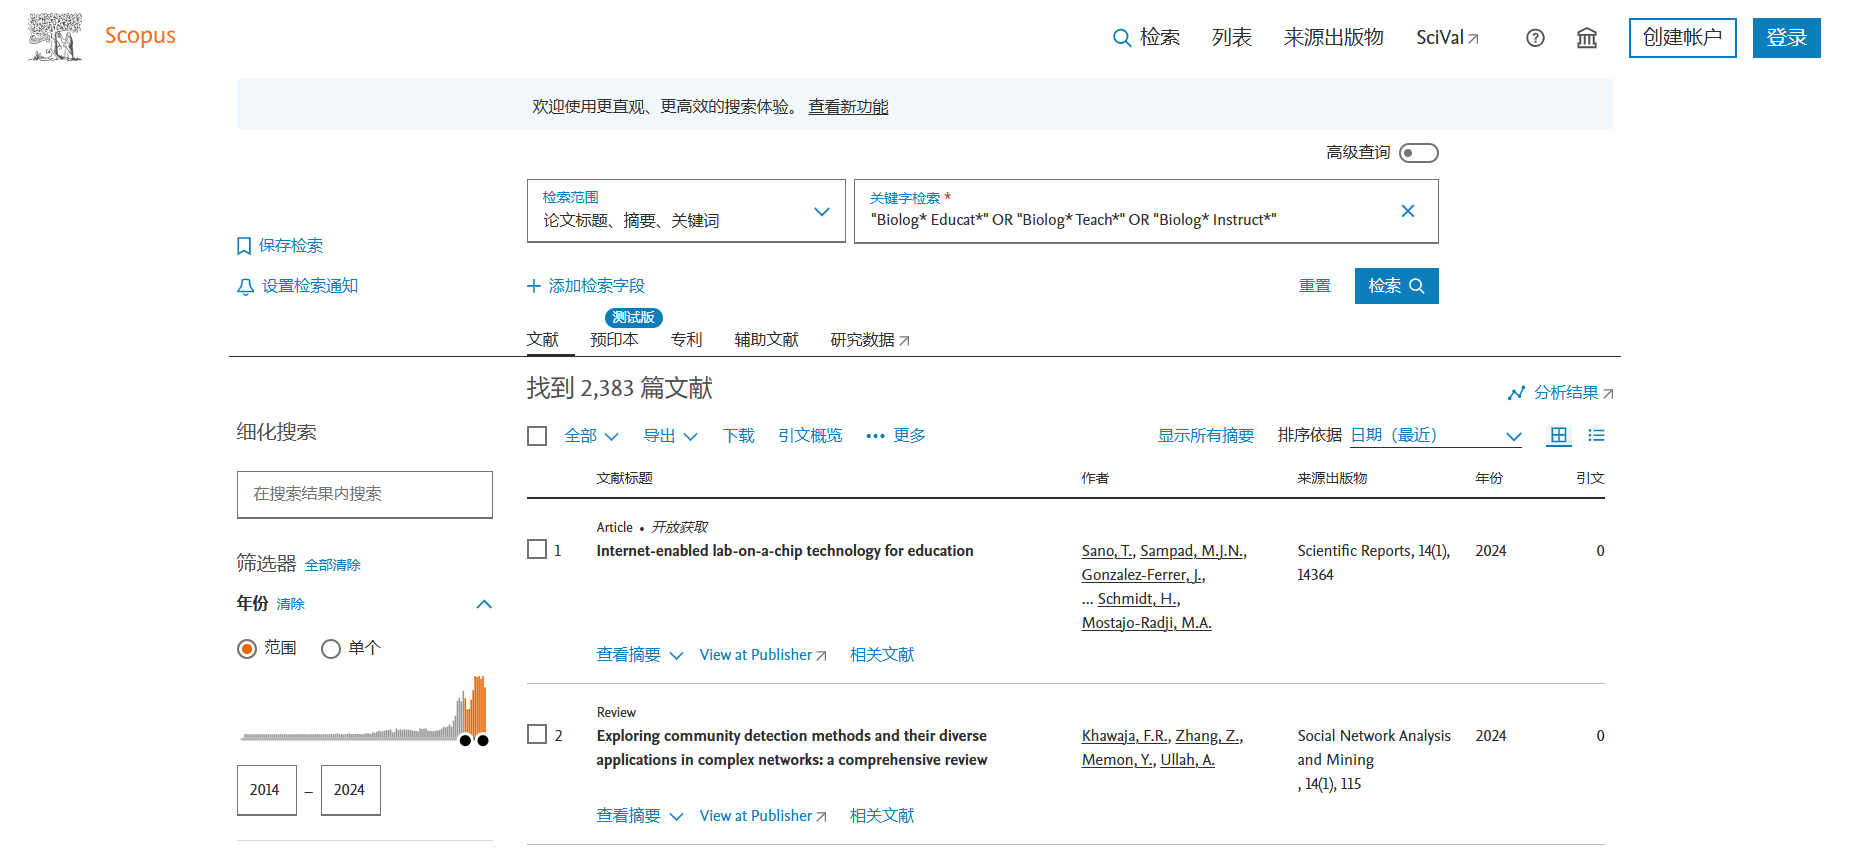 Scopus
检索
列表
来源出版物
SciVal
创建帐户
登录
欢迎使用更直观、更高效的搜索体验。 查看新功能
高级查询
检索范围
论文标题、摘要、关键词
关键字检索 *
"Biolog* Educat*" OR "Biolog* Teach*" OR "Biolog* Instruct*"
保存检索
设置检索通知
添加检索字段
重置
检索
测试版
文献
预印本
专利
辅助文献
研究数据
找到 2,383 篇文献
分析结果
全部
导出
下载
引文概览
更多
显示所有摘要
排序依据
日期（最近）
细化搜索
在搜索结果内搜索
筛选器 全部清除
年份 清除
范围
单个
2014 – 2024
文献标题
作者
来源出版物
年份
引文
Article • 开放获取
1
Internet-enabled lab-on-a-chip technology for education
Sano, T., Sampad, M.J.N.,
Gonzalez-Ferrer, J.,
... Schmidt, H.,
Mostajo-Radji, M.A.
Scientific Reports, 14(1),
14364
2024
0
查看摘要
View at Publisher
相关文献
Review
2
Exploring community detection methods and their diverse
applications in complex networks: a comprehensive review
Khawaja, F.R., Zhang, Z.,
Memon, Y., Ullah, A.
Social Network Analysis
and Mining
, 14(1), 115
2024
0
查看摘要
View at Publisher
相关文献